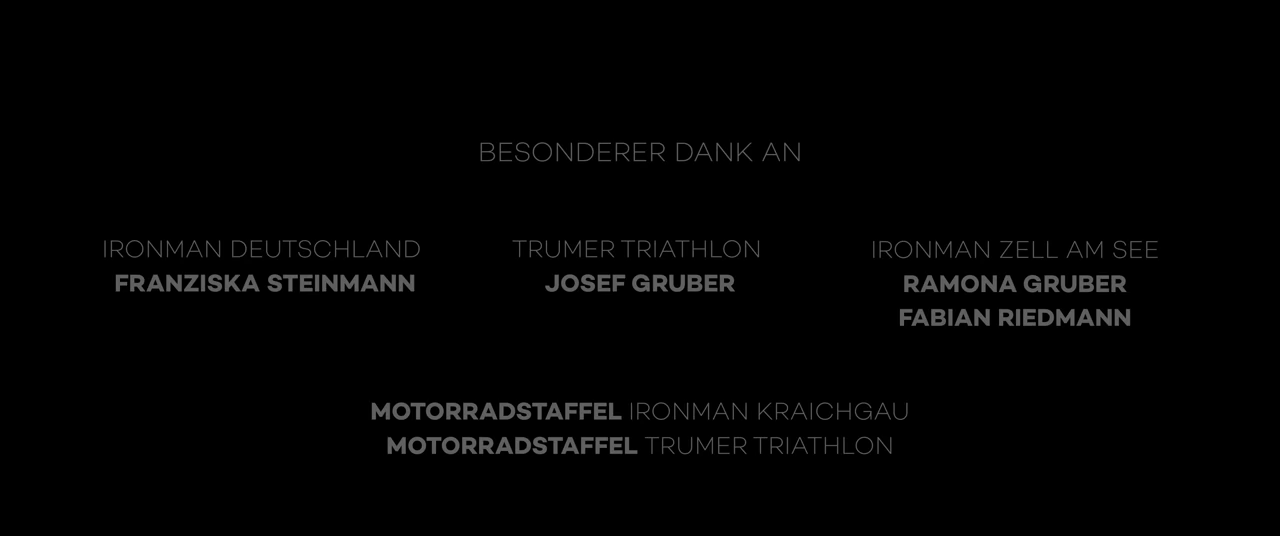 BESONDERER DANK AN
IRONMAN DEUTSCHLAND
FRANZISKA STEINMANN
TRUMER TRIATHLON
JOSEF GRUBER
IRONMAN ZELL AM SEE
RAMONA GRUBER
FABIAN RIEDMANN
MOTORRADSTAFFEL IRONMAN KRAICHGAU
MOTORRADSTAFFEL TRUMER TRIATHLON